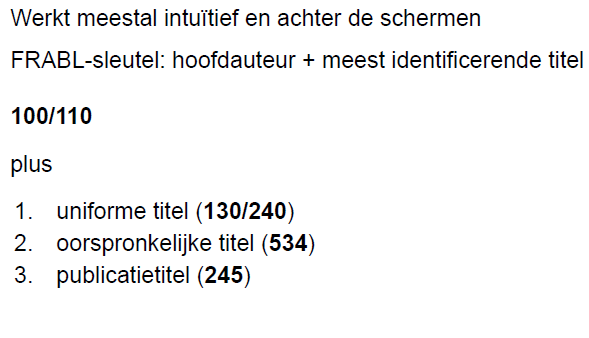 Werkt meestal intuïtief en achter de schermen
FRABL-sleutel: hoofdauteur + meest identificerende titel
100/110
plus
1. uniforme titel (130/240)
2. oorspronkelijke titel (534)
3. publicatietitel (245)